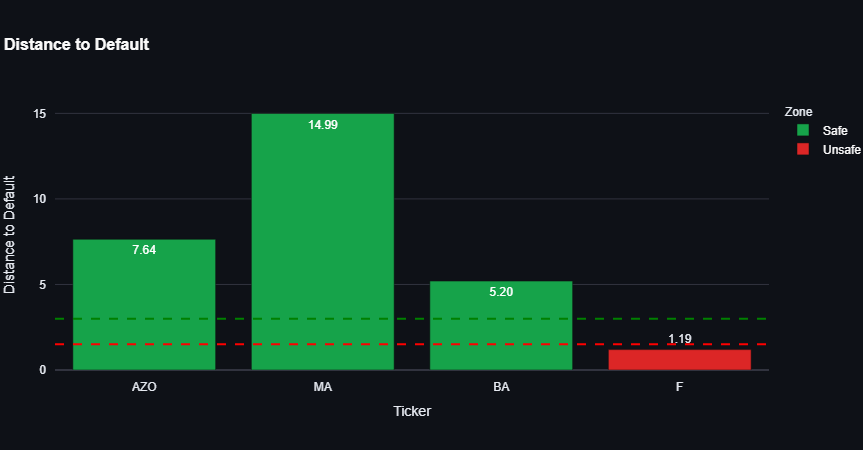 Distance to Default
Zone
Safe
Unsafe
Distance to Default
15
10
5
0
7.64
14.99
5.20
1.19
AZO
MA
BA
F
Ticker